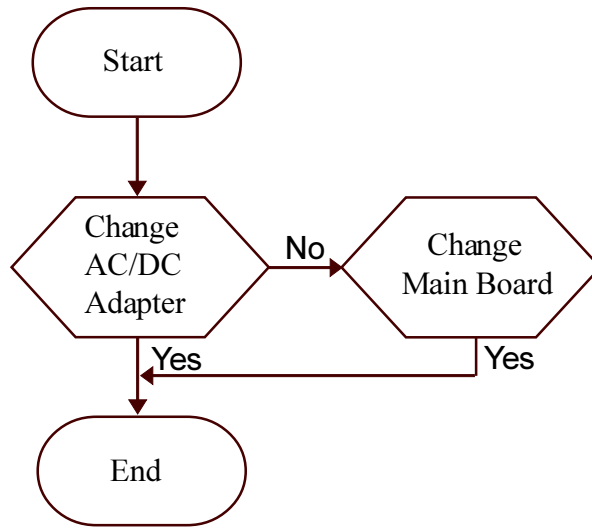 Start
Change
AC/DC
Adapter
No
Change
Main Board
Yes
Yes
End